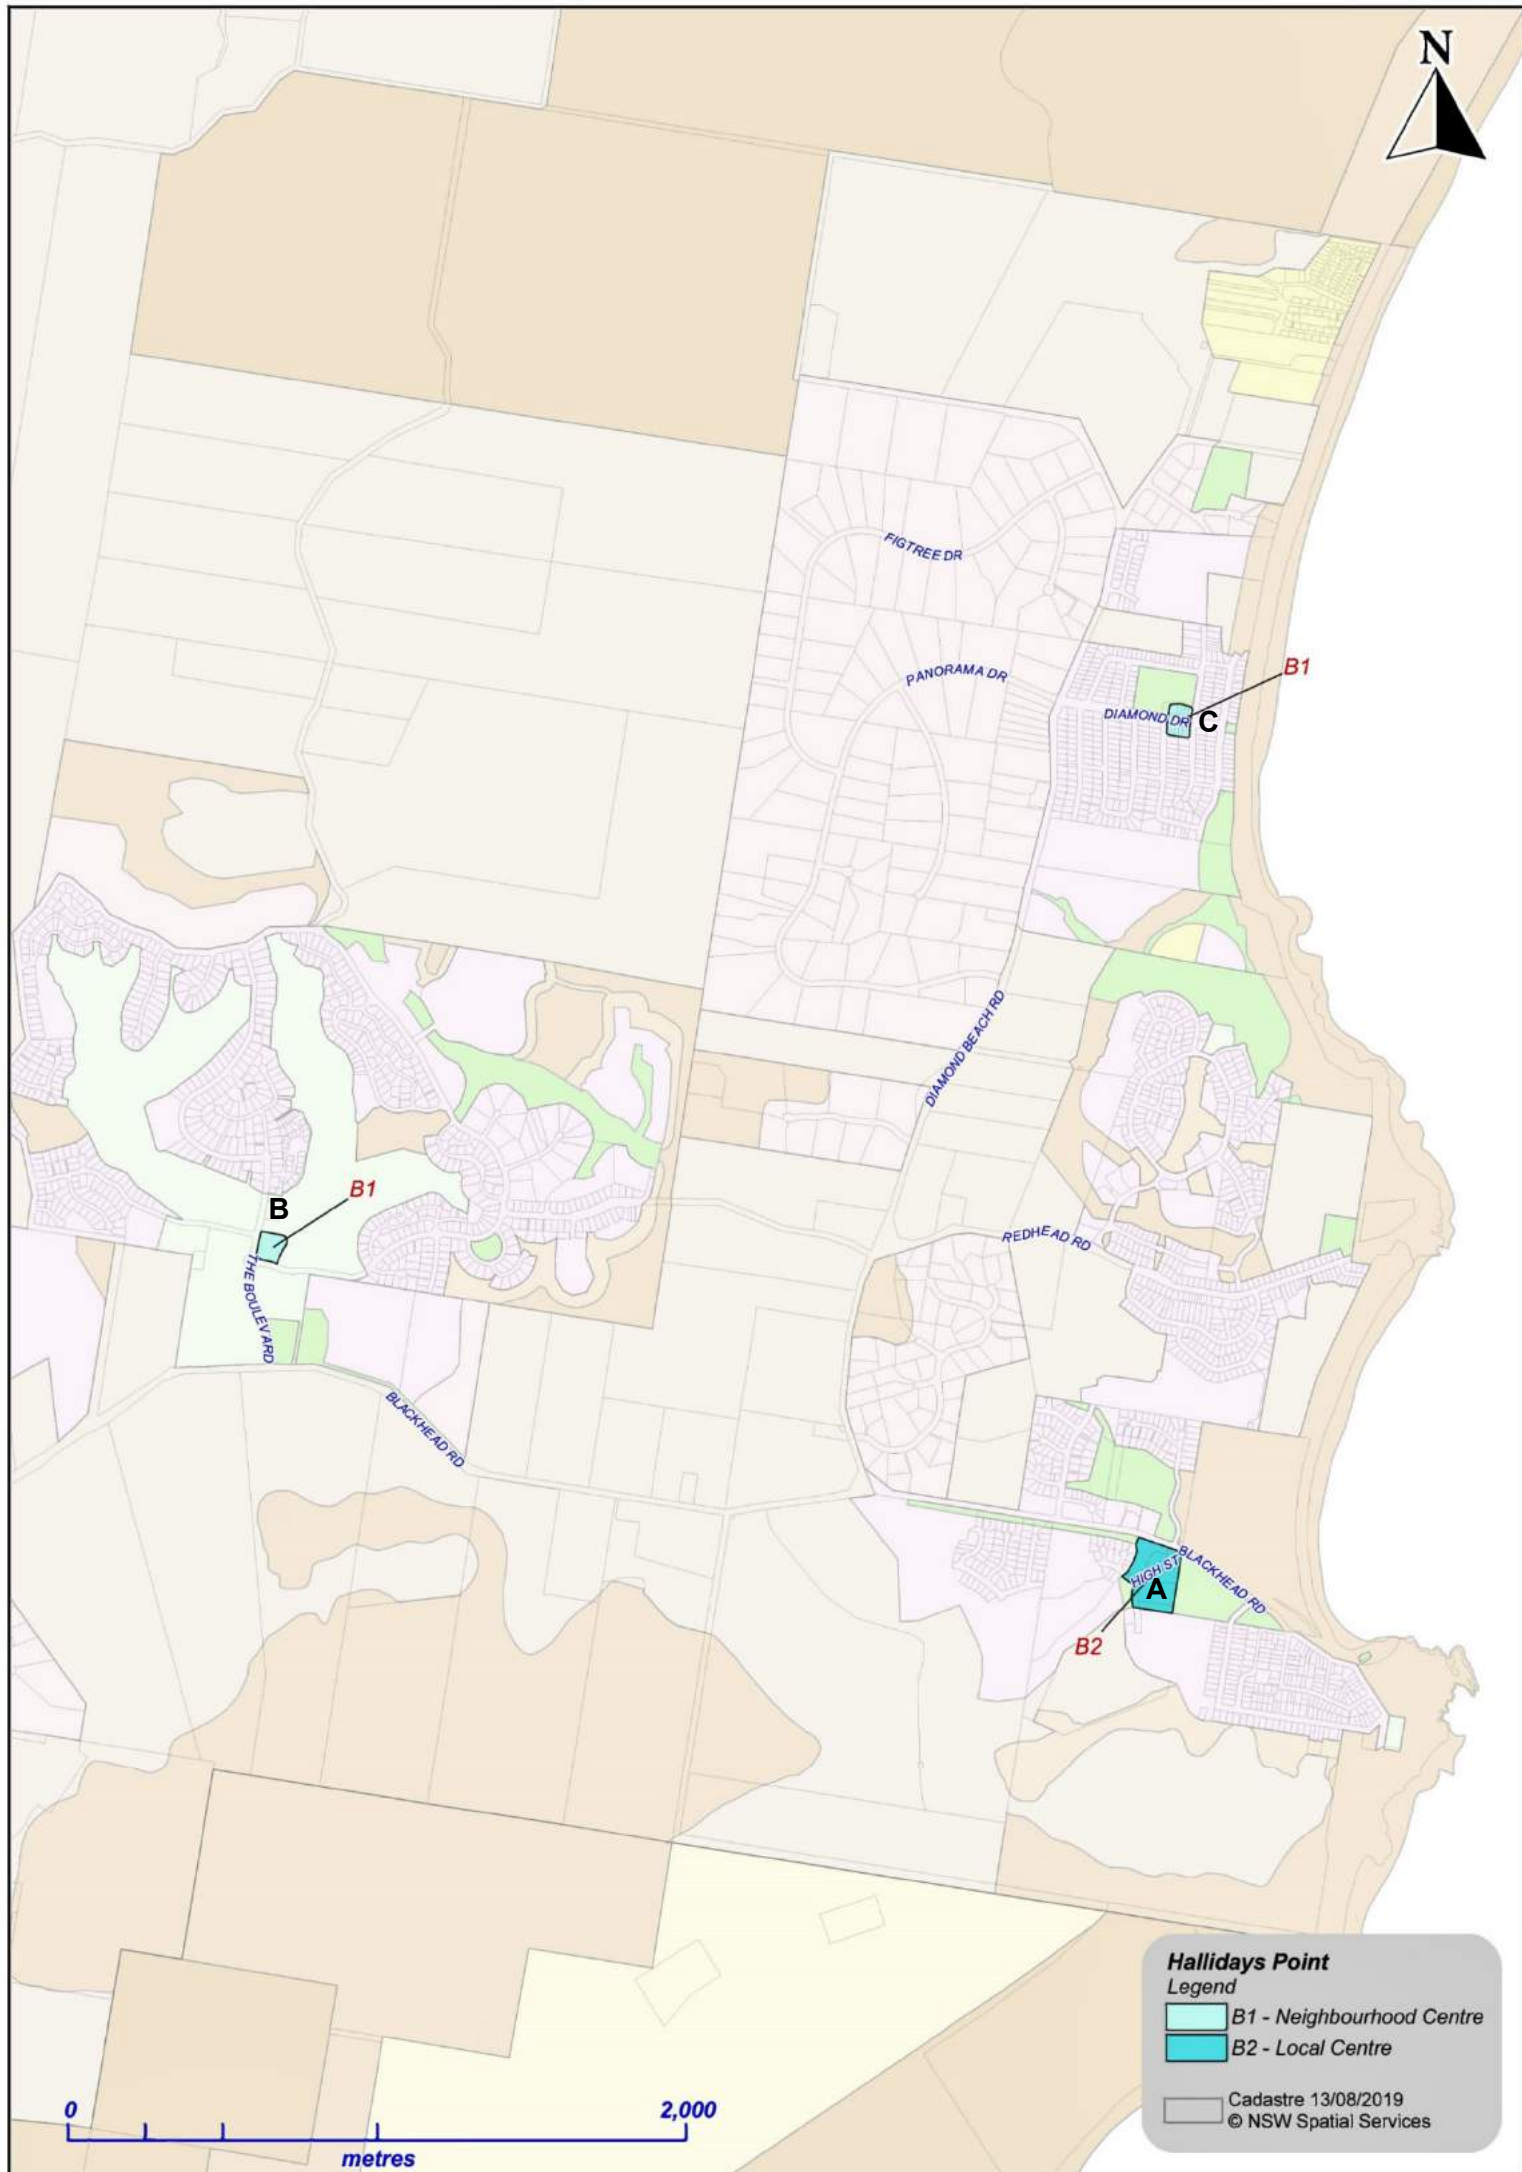 N
FIGTREE DR
B1
PANORAMA DR
DIAMOND DR
C
DIAMOND BEACH RD
B
B1
REDHEAD RD
THE BOULEVARD
BLACKHEAD RD
HIGH ST
BLACKHEAD RD
A
B2
Hallidays Point
Legend
B1 - Neighbourhood Centre
B2 - Local Centre
Cadastre 13/08/2019
© NSW Spatial Services
0
2,000
metres